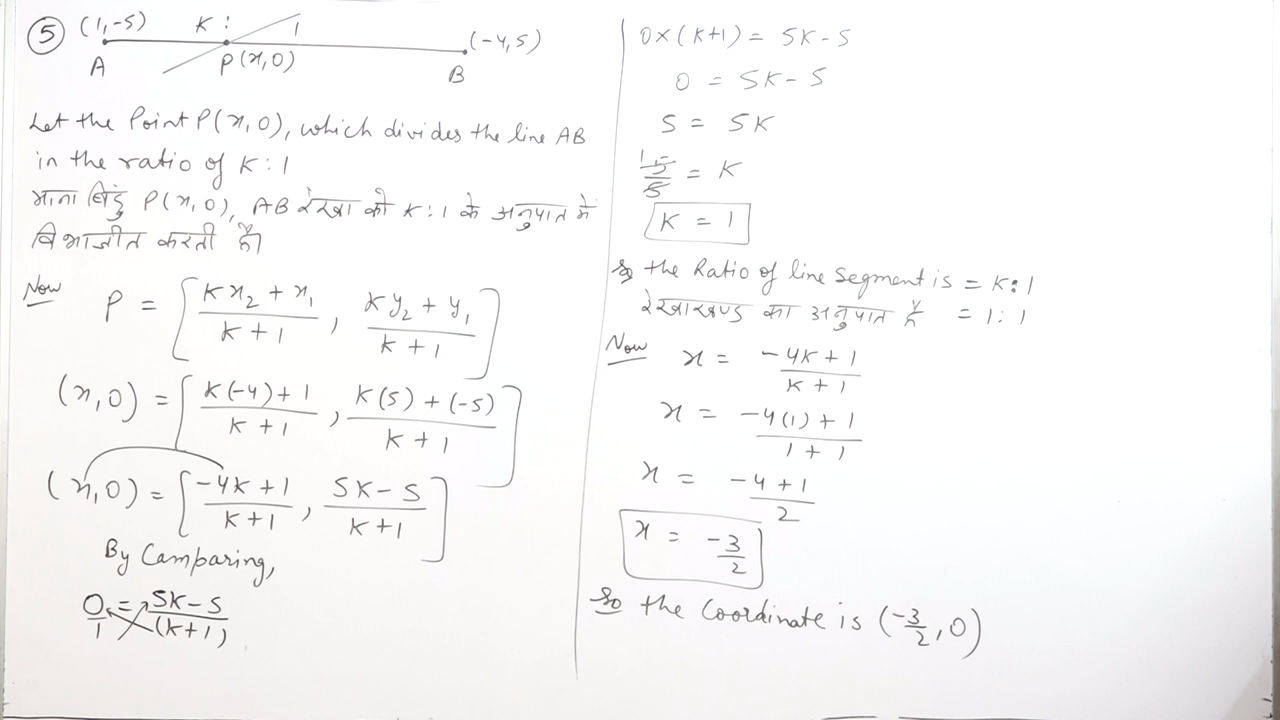 ⑤ (1,-5) K : 1 (-4,5)
A P(x,0) B
Let the Point P(x,0), which divides the line AB
in the ratio of K:1
माना बिंदु P(x,0), AB रेखा को K:1 के अनुपात में
विभाजीत करती है।
Now P = [(Kx₂ + x₁)/(K+1), (Ky₂ + y₁)/(K+1)]
(x,0) = [(K(-4)+1)/(K+1), (K(5)+(-5))/(K+1)]
(x,0) = [(-4K+1)/(K+1), (5K-5)/(K+1)]
By Camparing,
0/1 = (5K-5)/(K+1)
0×(K+1) = 5K-5
0 = 5K-5
5 = 5K
1 5/5 = K
K = 1
So the Ratio of line Segment is = K:1
रेखाखण्ड का अनुपात है = 1:1
Now x = (-4K+1)/(K+1)
x = (-4(1)+1)/(1+1)
x = (-4+1)/2
x = -3/2
So the Coordinate is (-3/2, 0)